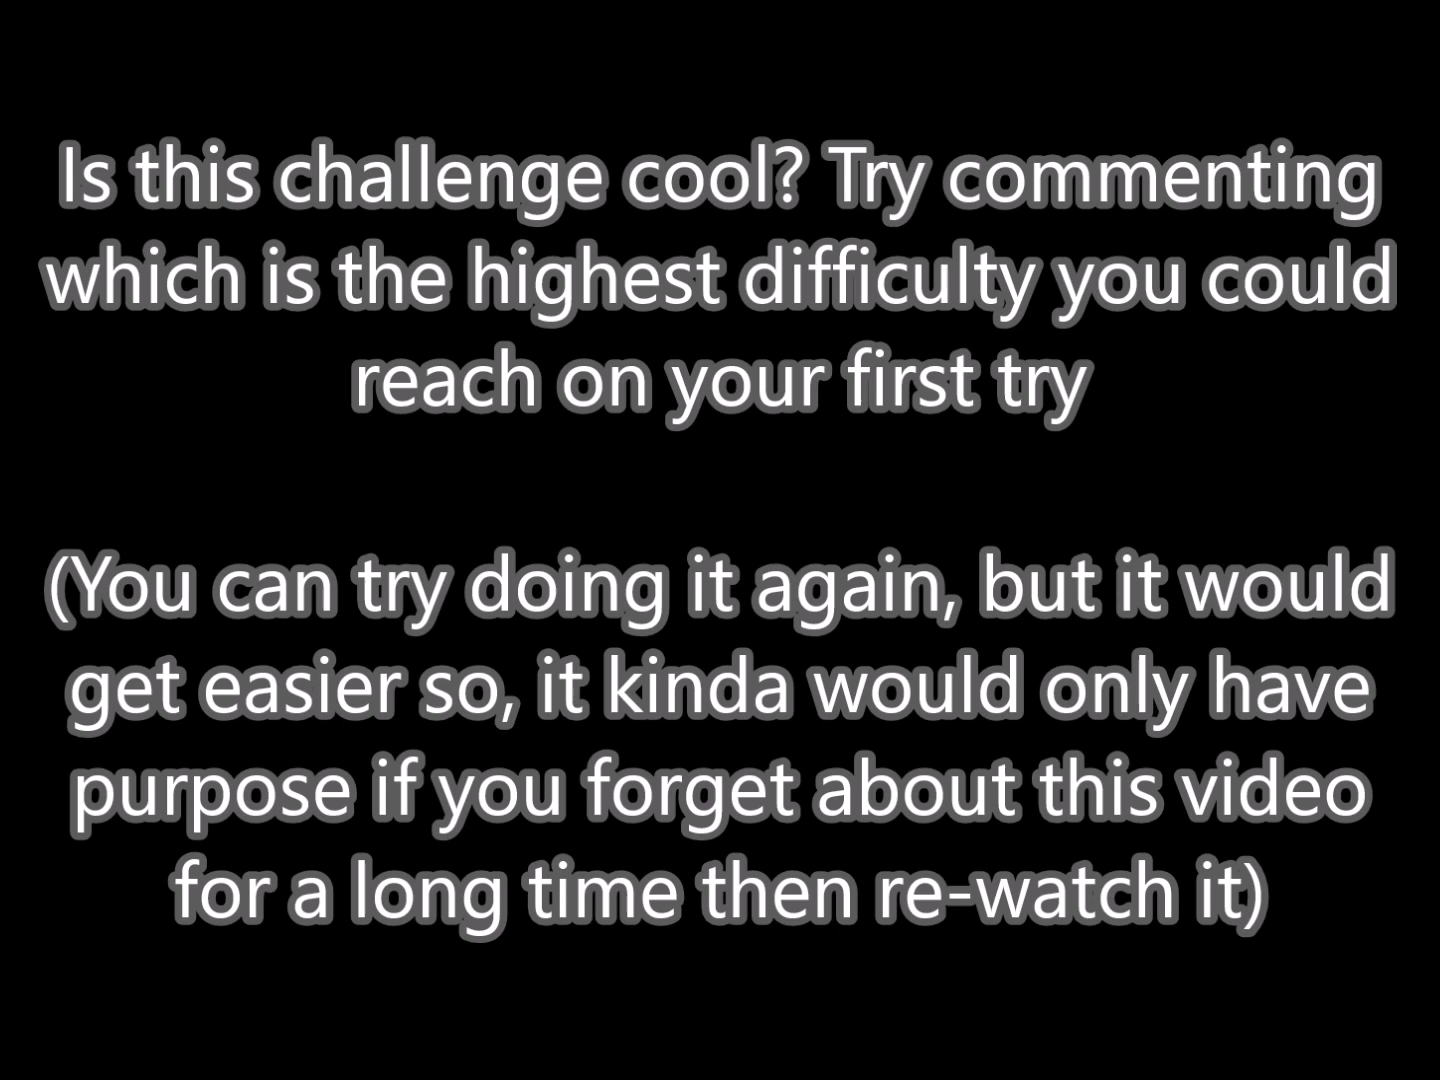 Is this challenge cool? Try commenting
which is the highest difficulty you could
reach on your first try
(You can try doing it again, but it would
get easier so, it kinda would only have
purpose if you forget about this video
for a long time then re-watch it)